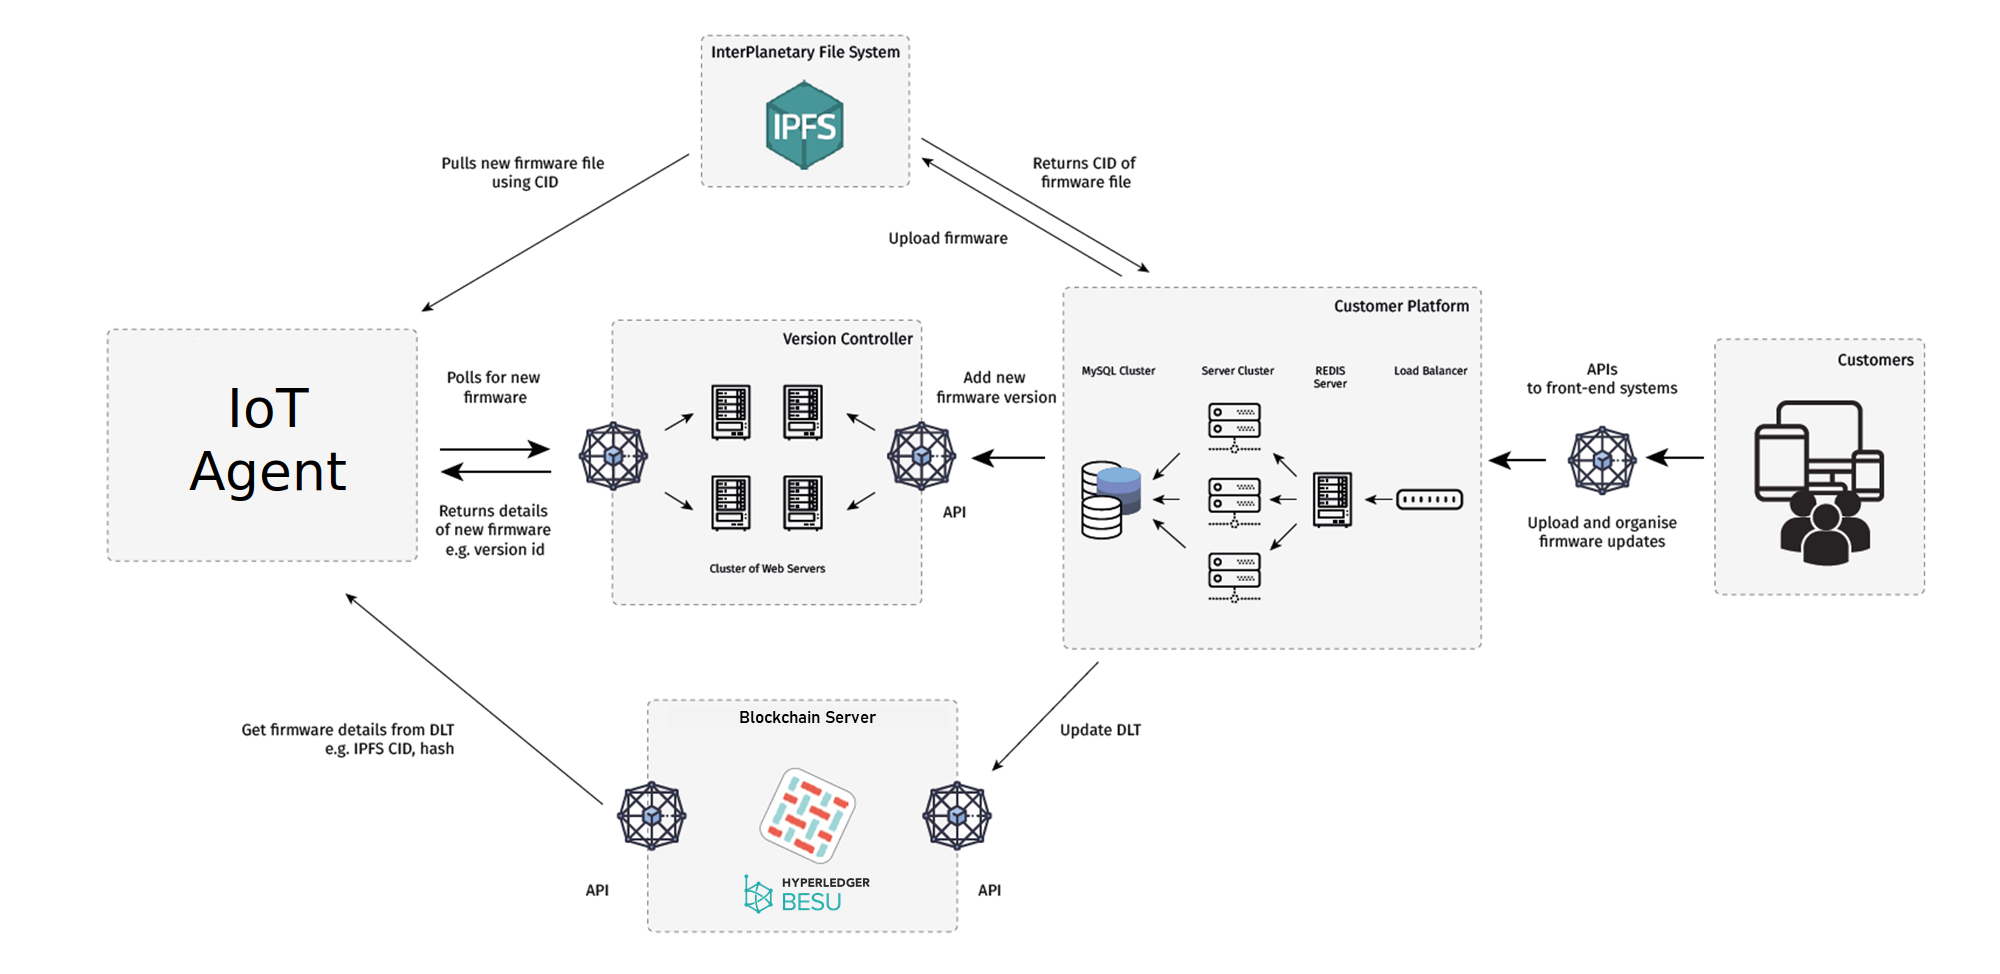 InterPlanetary File System
IPFS
Pulls new firmware file
using CID
Returns CID of
firmware file
Upload firmware
Customer Platform
Version Controller
Customers
IoT
Agent
Polls for new
firmware
Add new
firmware version
MySQL Cluster
Server Cluster
REDIS
Server
Load Balancer
APIs
to front-end systems
Returns details
of new firmware
e.g. version id
API
Upload and organise
firmware updates
Cluster of Web Servers
Blockchain Server
Get firmware details from DLT
e.g. IPFS CID, hash
Update DLT
API
HYPERLEDGER
BESU
API